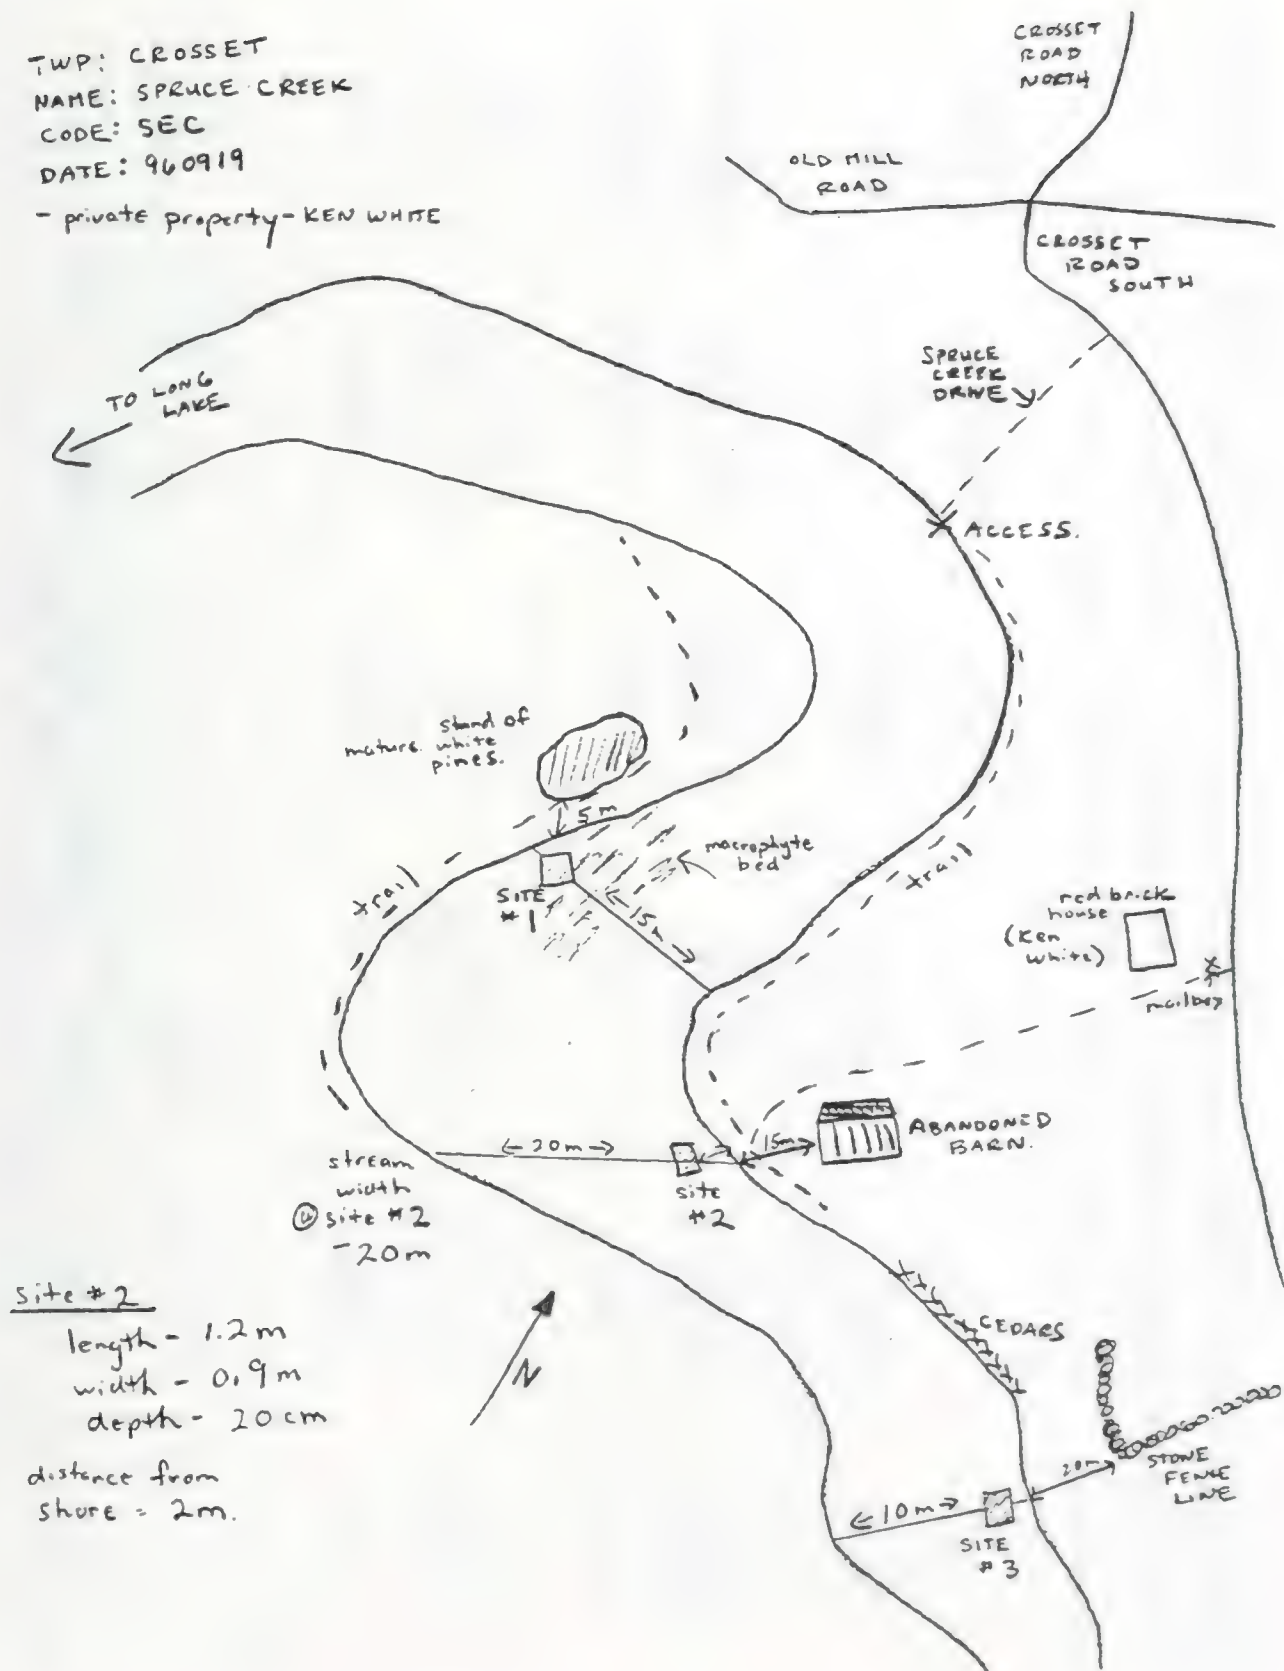 TWP: CROSSET
NAME: SPRUCE CREEK
CODE: SEC
DATE: 960919
- private property - KEN WHITE
CROSSET
ROAD
NORTH
OLD MILL
ROAD
CROSSET
ROAD
SOUTH
SPRUCE
CREEK
DRIVE
TO LONG
LAKE
ACCESS.
stand of
mature white
pines.
5m
macrophyte
bed
trail
trail
SITE
#1
15m
red brick
house
(Ken
White)
mailbox
20m
15m
ABANDONED
BARN.
stream
width
@ site #2
-20m
site
#2
site #2
length - 1.2m
width - 0.9m
depth - 20cm
distance from
shore = 2m.
N
CEDARS
20m
STONE
FENCE
LINE
10m
SITE
#3